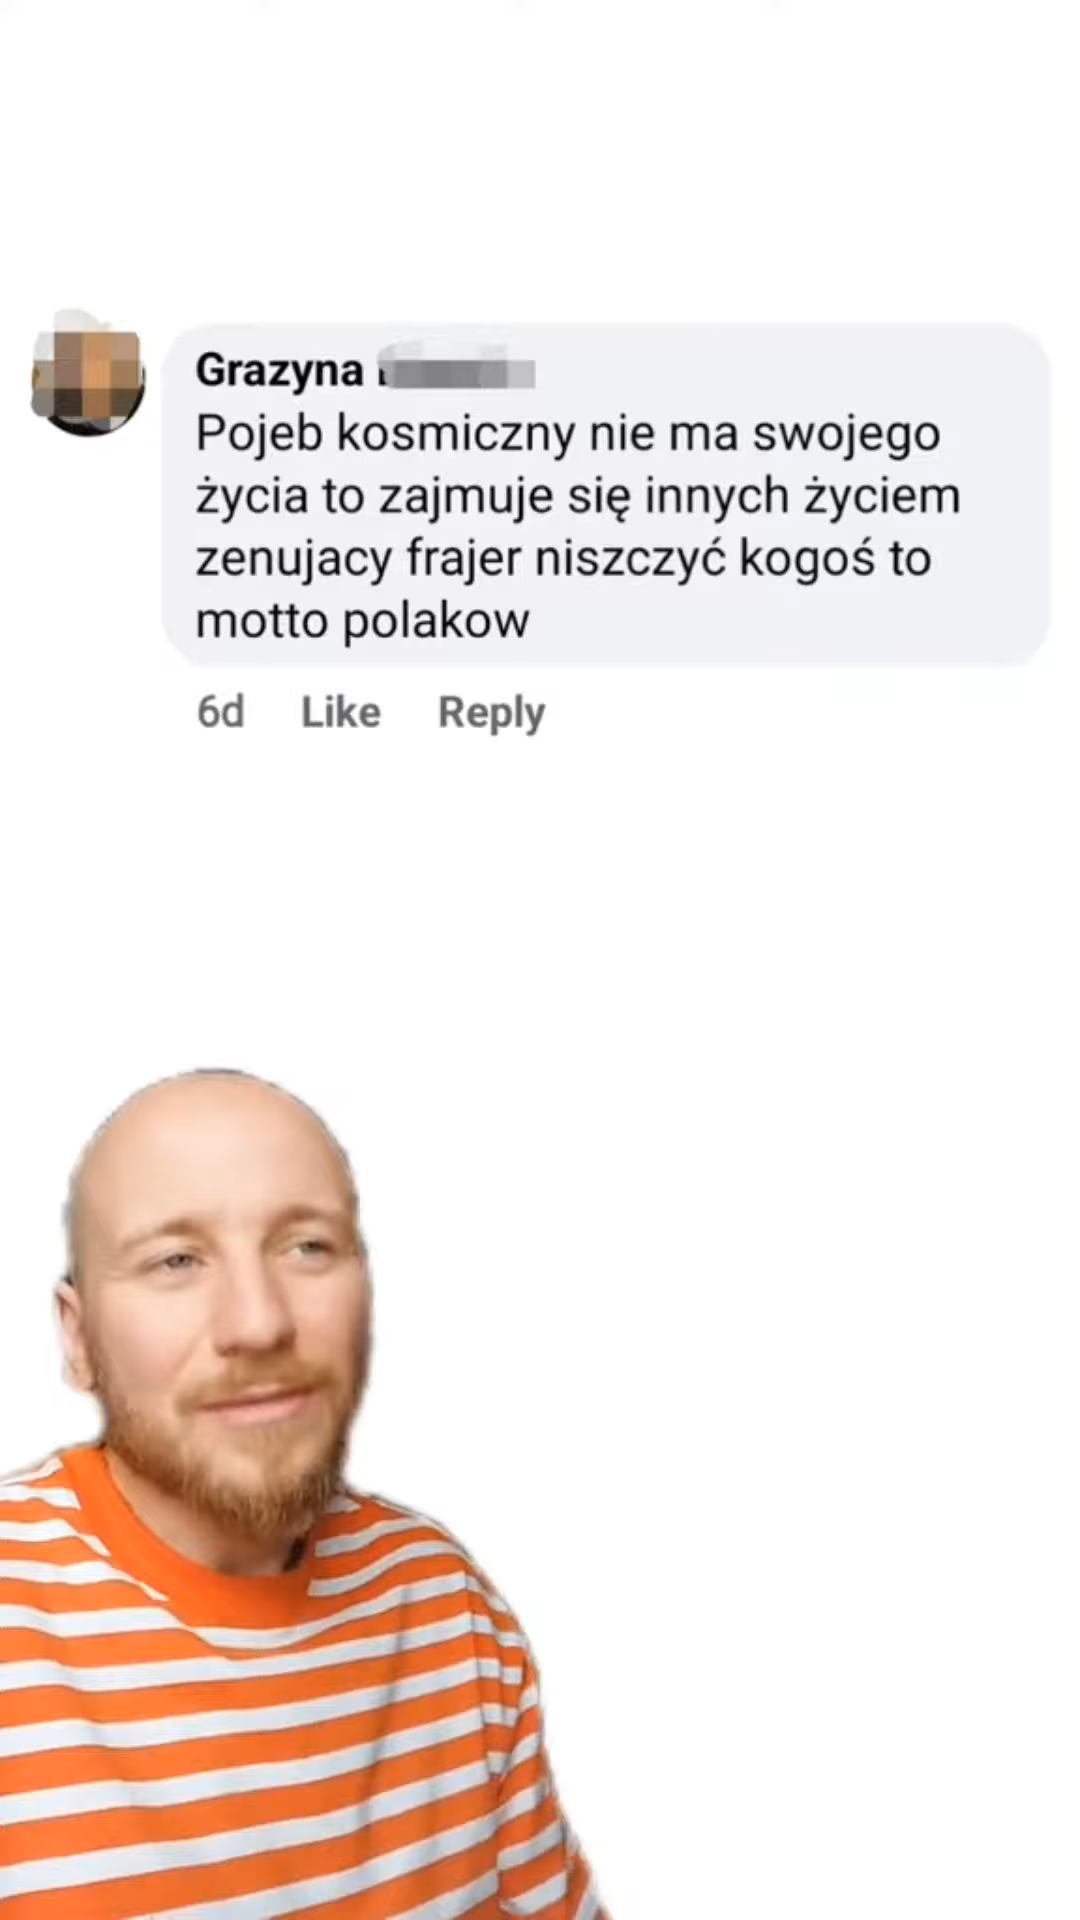 Grazyna
Pojeb kosmiczny nie ma swojego
życia to zajmuje się innych życiem
zenujacy frajer niszczyć kogoś to
motto polakow
6d Like Reply